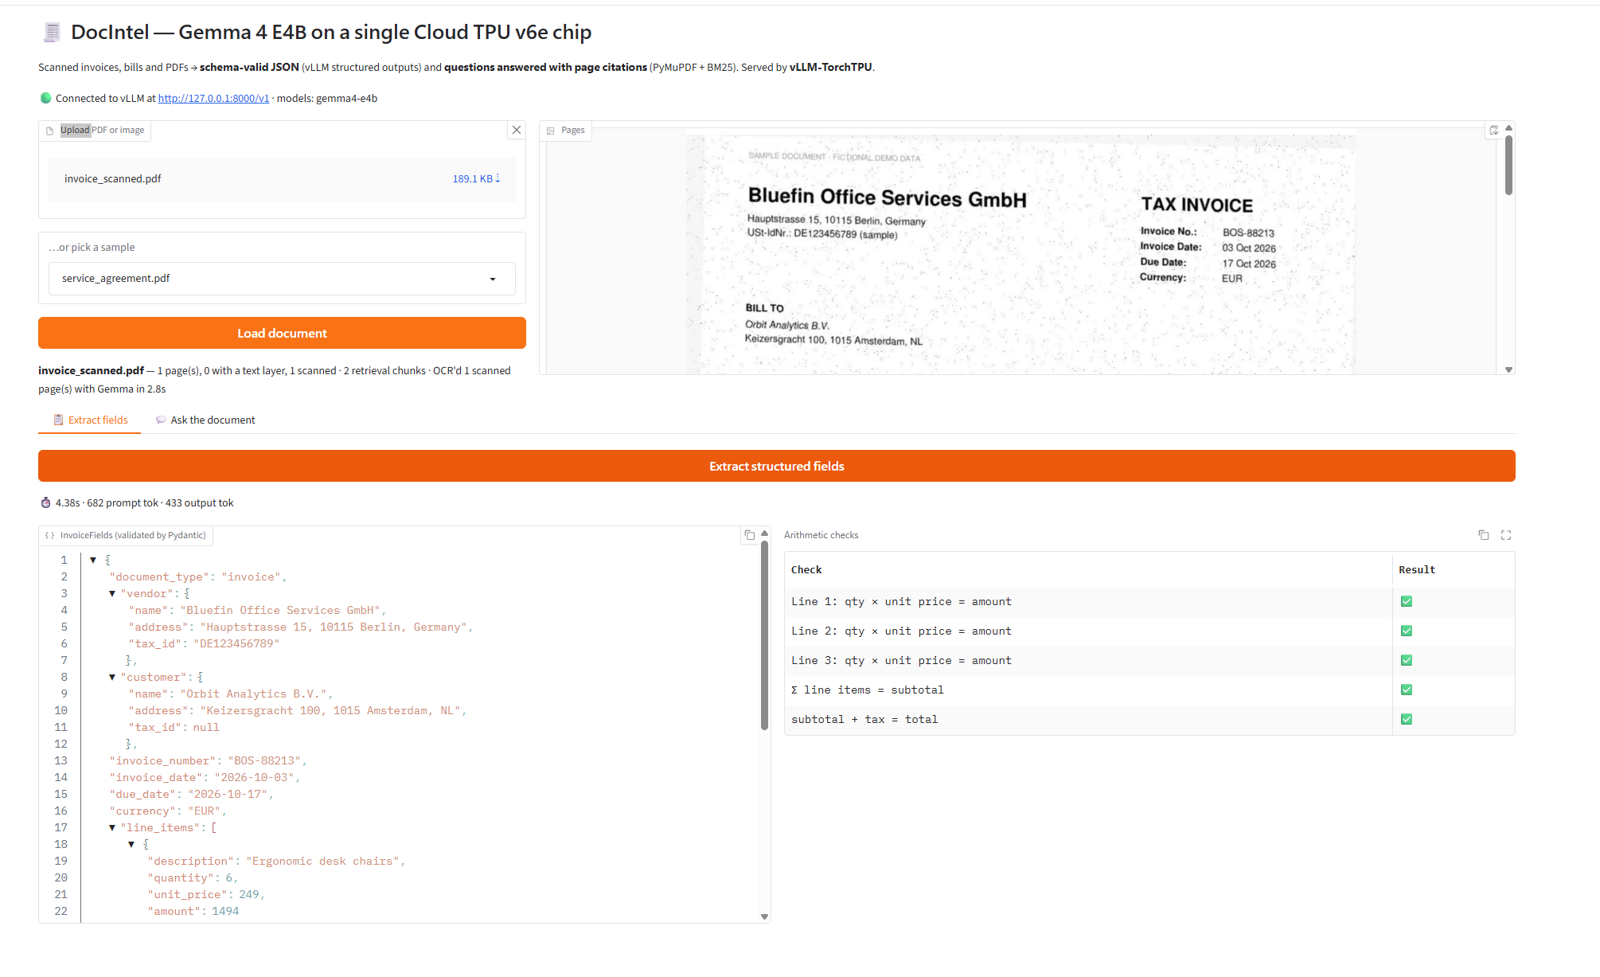 DocIntel — Gemma 4 E4B on a single Cloud TPU v6e chip
Scanned invoices, bills and PDFs → schema-valid JSON (vLLM structured outputs) and questions answered with page citations (PyMuPDF + BM25). Served by vLLM-TorchTPU.
Connected to vLLM at http://127.0.0.1:8000/v1 · models: gemma4-e4b
Upload PDF or image
invoice_scanned.pdf 189.1 KB ↓
...or pick a sample
service_agreement.pdf
Load document
invoice_scanned.pdf — 1 page(s), 0 with a text layer, 1 scanned · 2 retrieval chunks · OCR'd 1 scanned
page(s) with Gemma in 2.8s
Pages
SAMPLE DOCUMENT · FICTIONAL DEMO DATA
Bluefin Office Services GmbH
Hauptstrasse 15, 10115 Berlin, Germany
USt-IdNr.: DE123456789 (sample)
TAX INVOICE
Invoice No.: BOS-88213
Invoice Date: 03 Oct 2026
Due Date: 17 Oct 2026
Currency: EUR
BILL TO
Orbit Analytics B.V.
Keizersgracht 100, 1015 Amsterdam, NL
Extract fields
Ask the document
Extract structured fields
4.38s · 682 prompt tok · 433 output tok
{ } InvoiceFields (validated by Pydantic)
1 {
2 "document_type": "invoice",
3 "vendor": {
4 "name": "Bluefin Office Services GmbH",
5 "address": "Hauptstrasse 15, 10115 Berlin, Germany",
6 "tax_id": "DE123456789"
7 },
8 "customer": {
9 "name": "Orbit Analytics B.V.",
10 "address": "Keizersgracht 100, 1015 Amsterdam, NL",
11 "tax_id": null
12 },
13 "invoice_number": "BOS-88213",
14 "invoice_date": "2026-10-03",
15 "due_date": "2026-10-17",
16 "currency": "EUR",
17 "line_items": [
18 {
19 "description": "Ergonomic desk chairs",
20 "quantity": 6,
21 "unit_price": 249,
22 "amount": 1494
Arithmetic checks
Check Result
Line 1: qty × unit price = amount ✅
Line 2: qty × unit price = amount ✅
Line 3: qty × unit price = amount ✅
Σ line items = subtotal ✅
subtotal + tax = total ✅